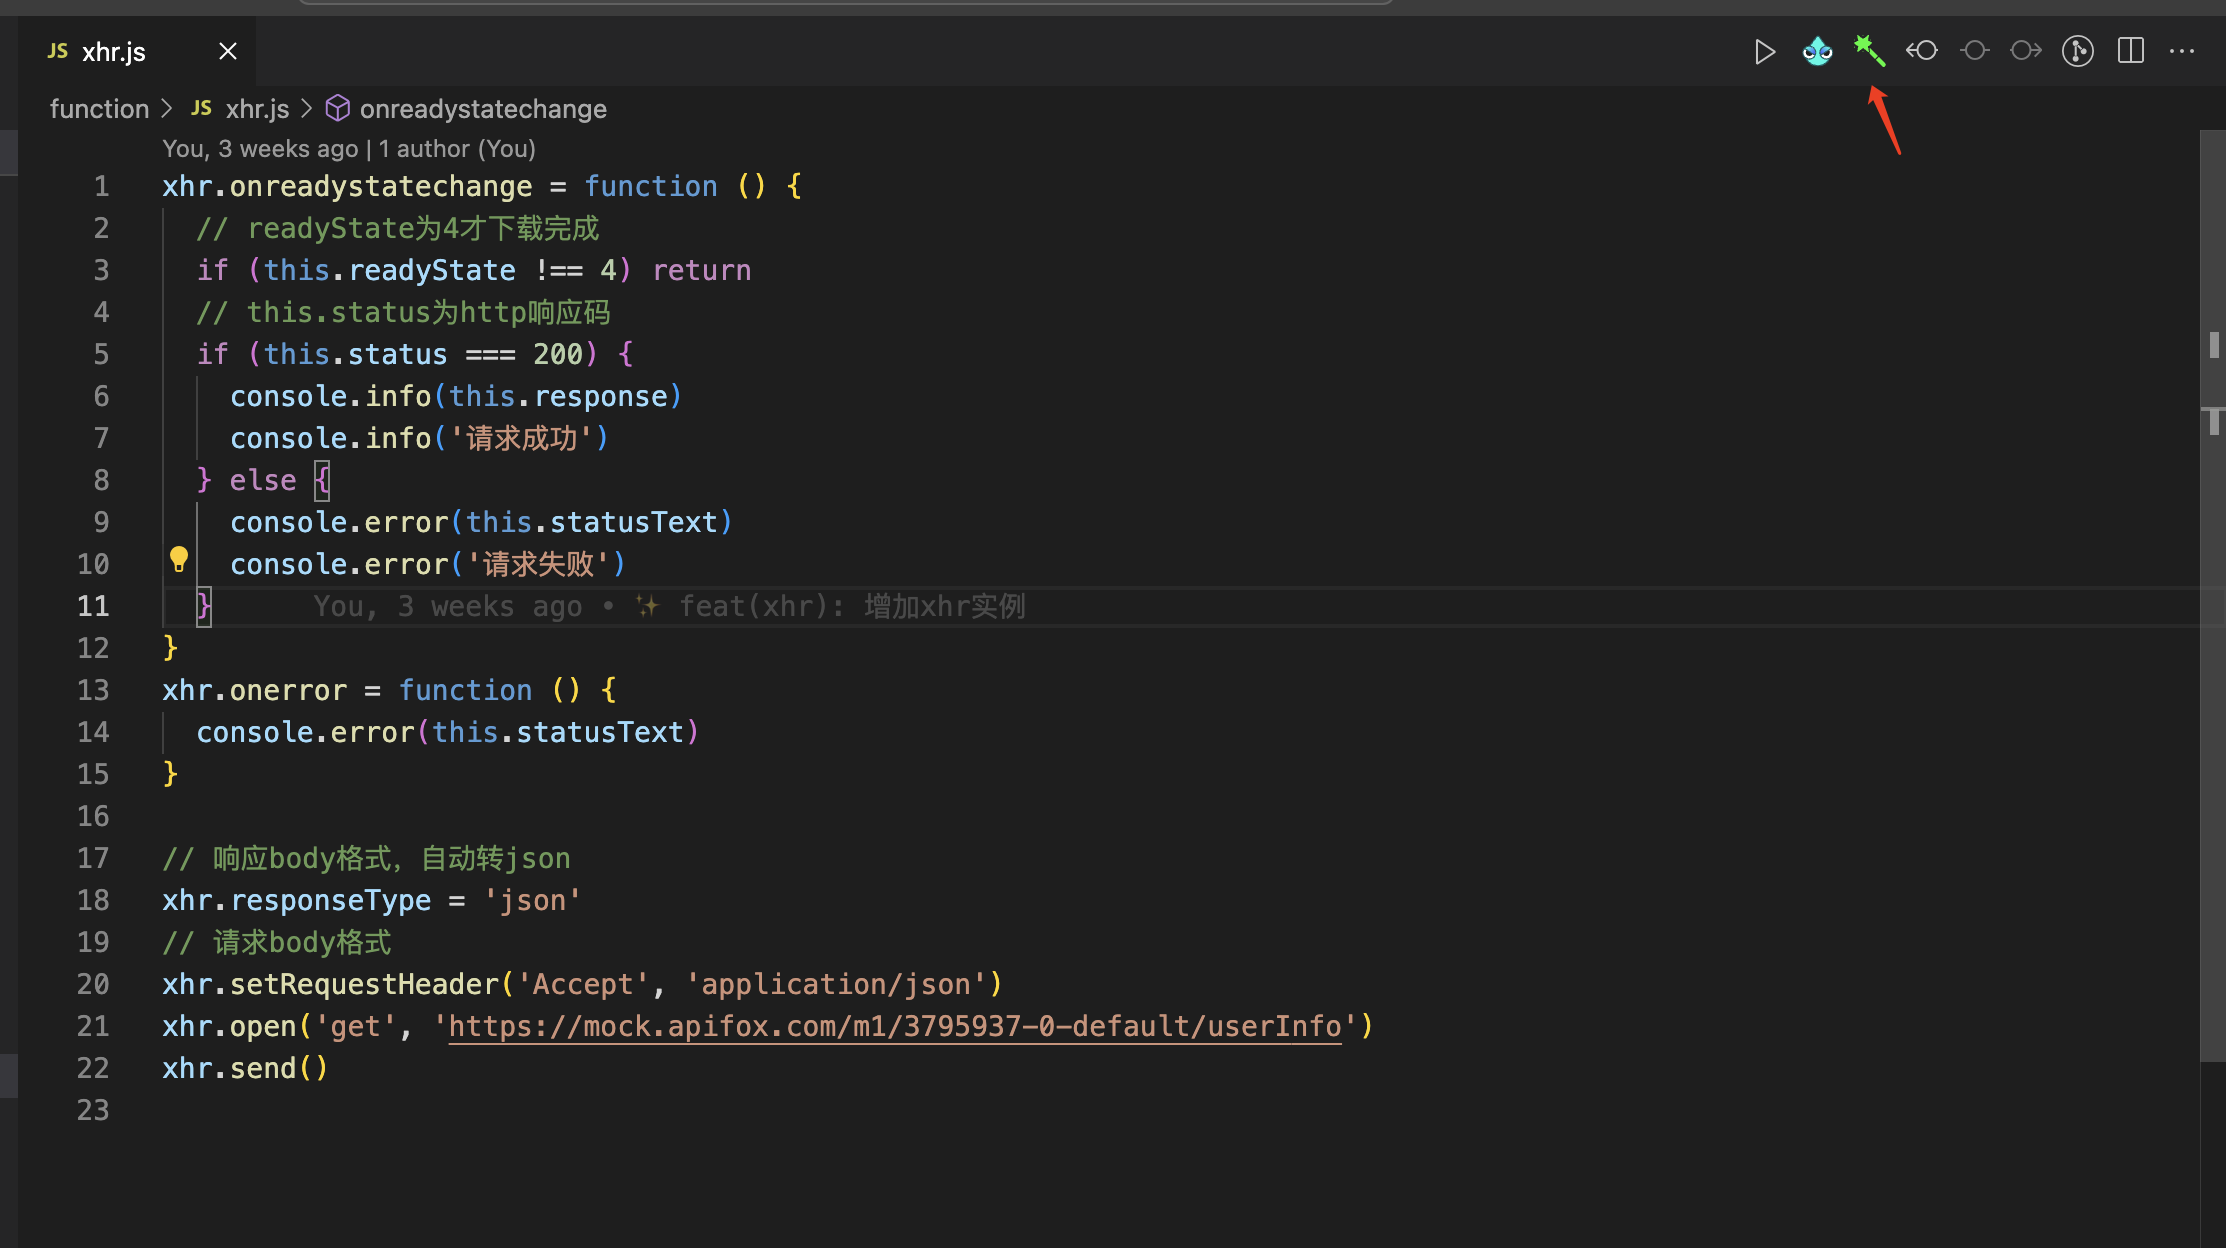 JS xhr.js
function > JS xhr.js > onreadystatechange
You, 3 weeks ago | 1 author (You)
1 xhr.onreadystatechange = function () {
2 // readyState为4才下载完成
3 if (this.readyState !== 4) return
4 // this.status为http响应码
5 if (this.status === 200) {
6 console.info(this.response)
7 console.info('请求成功')
8 } else {
9 console.error(this.statusText)
10 console.error('请求失败')
11 } You, 3 weeks ago • ✨ feat(xhr): 增加xhr实例
12 }
13 xhr.onerror = function () {
14 console.error(this.statusText)
15 }
16
17 // 响应body格式，自动转json
18 xhr.responseType = 'json'
19 // 请求body格式
20 xhr.setRequestHeader('Accept', 'application/json')
21 xhr.open('get', 'https://mock.apifox.com/m1/3795937-0-default/userInfo')
22 xhr.send()
23